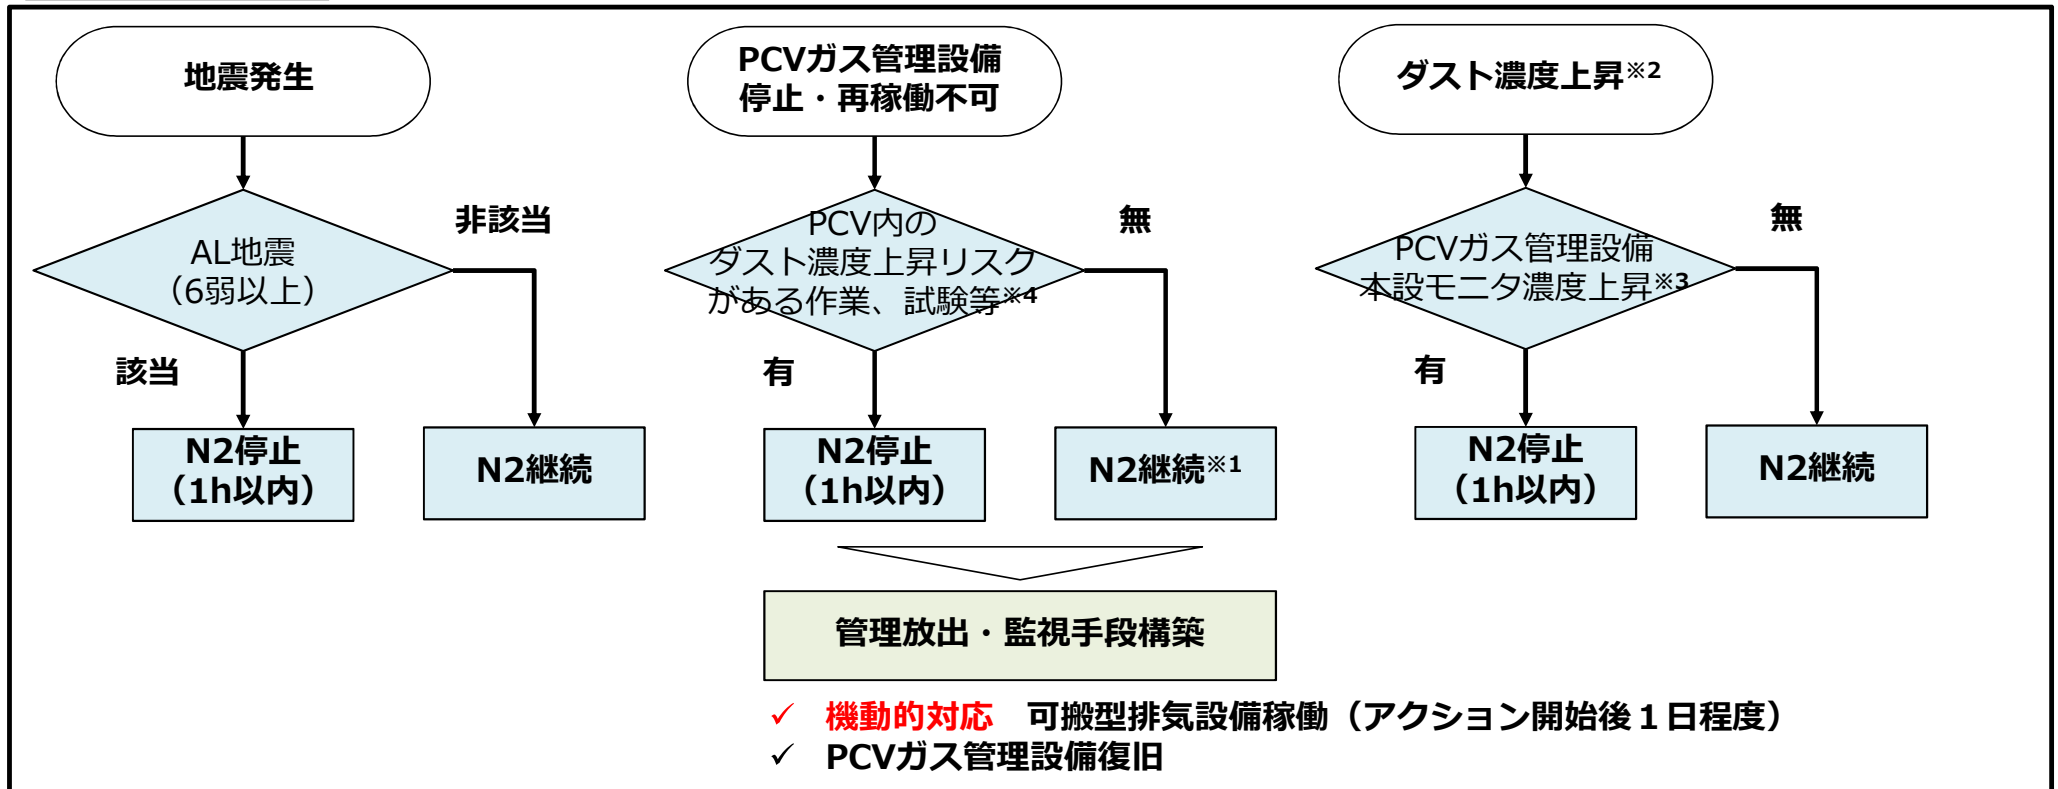 地震発生
AL地震
（6弱以上）
非該当
該当
N2停止
（1h以内）
N2継続
PCVガス管理設備
停止・再稼働不可
PCV内の
ダスト濃度上昇リスク
がある作業、試験等※4
無
有
N2停止
（1h以内）
N2継続※1
ダスト濃度上昇※2
PCVガス管理設備
本設モニタ濃度上昇※3
無
有
N2停止
（1h以内）
N2継続
管理放出・監視手段構築
✓ 機動的対応　可搬型排気設備稼働（アクション開始後１日程度）
✓ PCVガス管理設備復旧